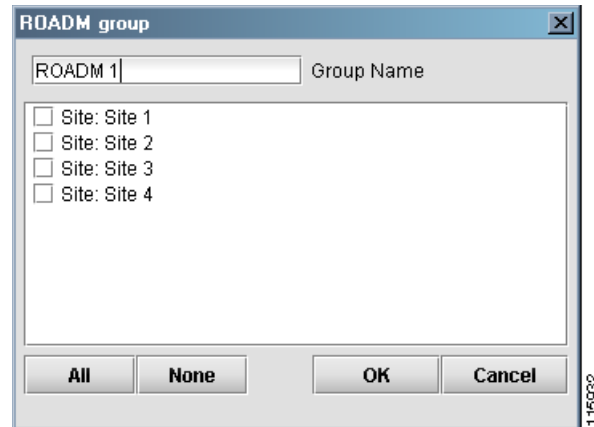 ROADM group
ROADM 1 Group Name
Site: Site 1
Site: Site 2
Site: Site 3
Site: Site 4
All None OK Cancel
115932